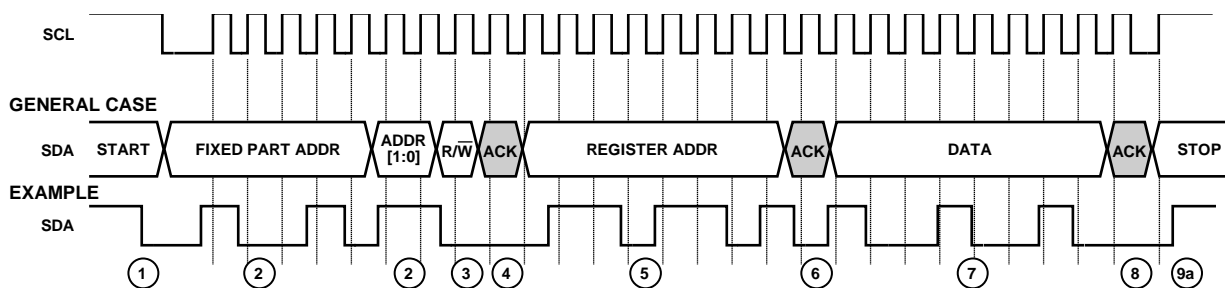 SCL
GENERAL CASE
SDA START FIXED PART ADDR ADDR [1:0] R/W̅ ACK REGISTER ADDR ACK DATA ACK STOP
EXAMPLE
SDA
1 2 2 3 4 5 6 7 8 9a